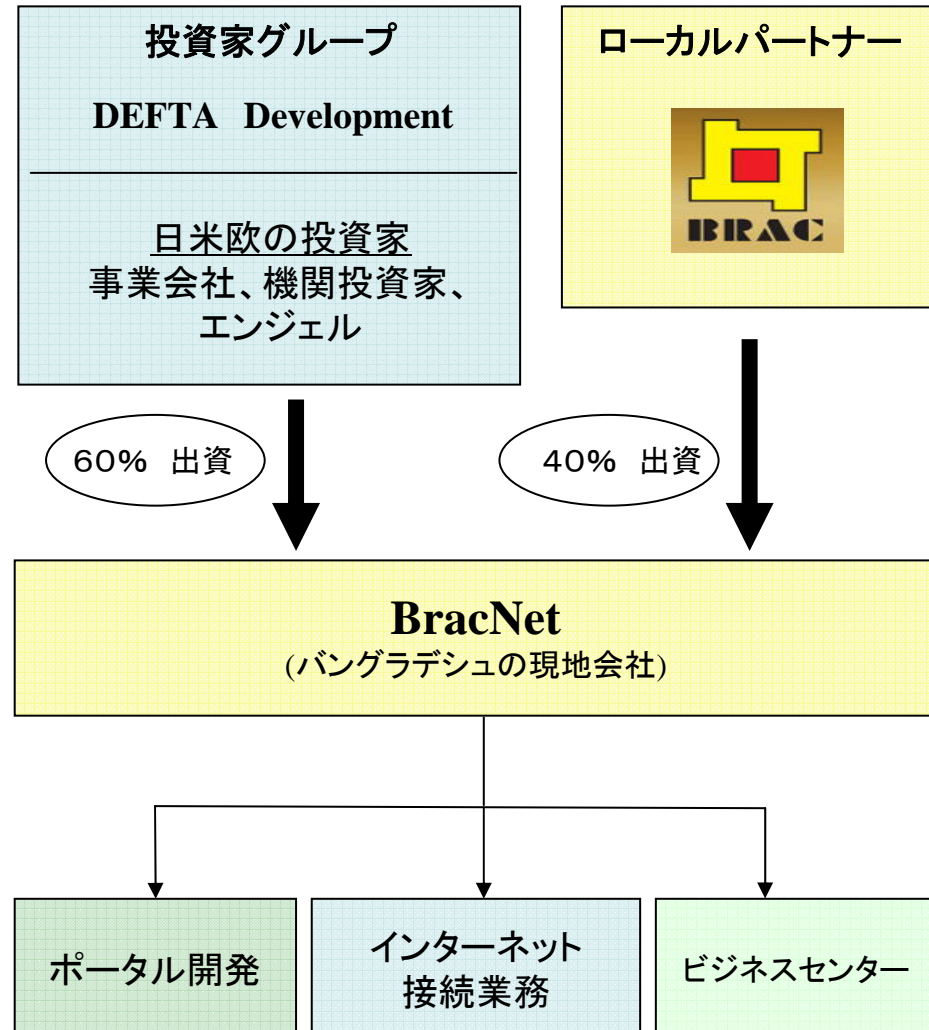 投資家グループ
DEFTA Development
日米欧の投資家
事業会社、機関投資家、
エンジェル
ローカルパートナー
BRAC
60% 出資
40% 出資
BracNet
(バングラデシュの現地会社)
ポータル開発
インターネット
接続業務
ビジネスセンター